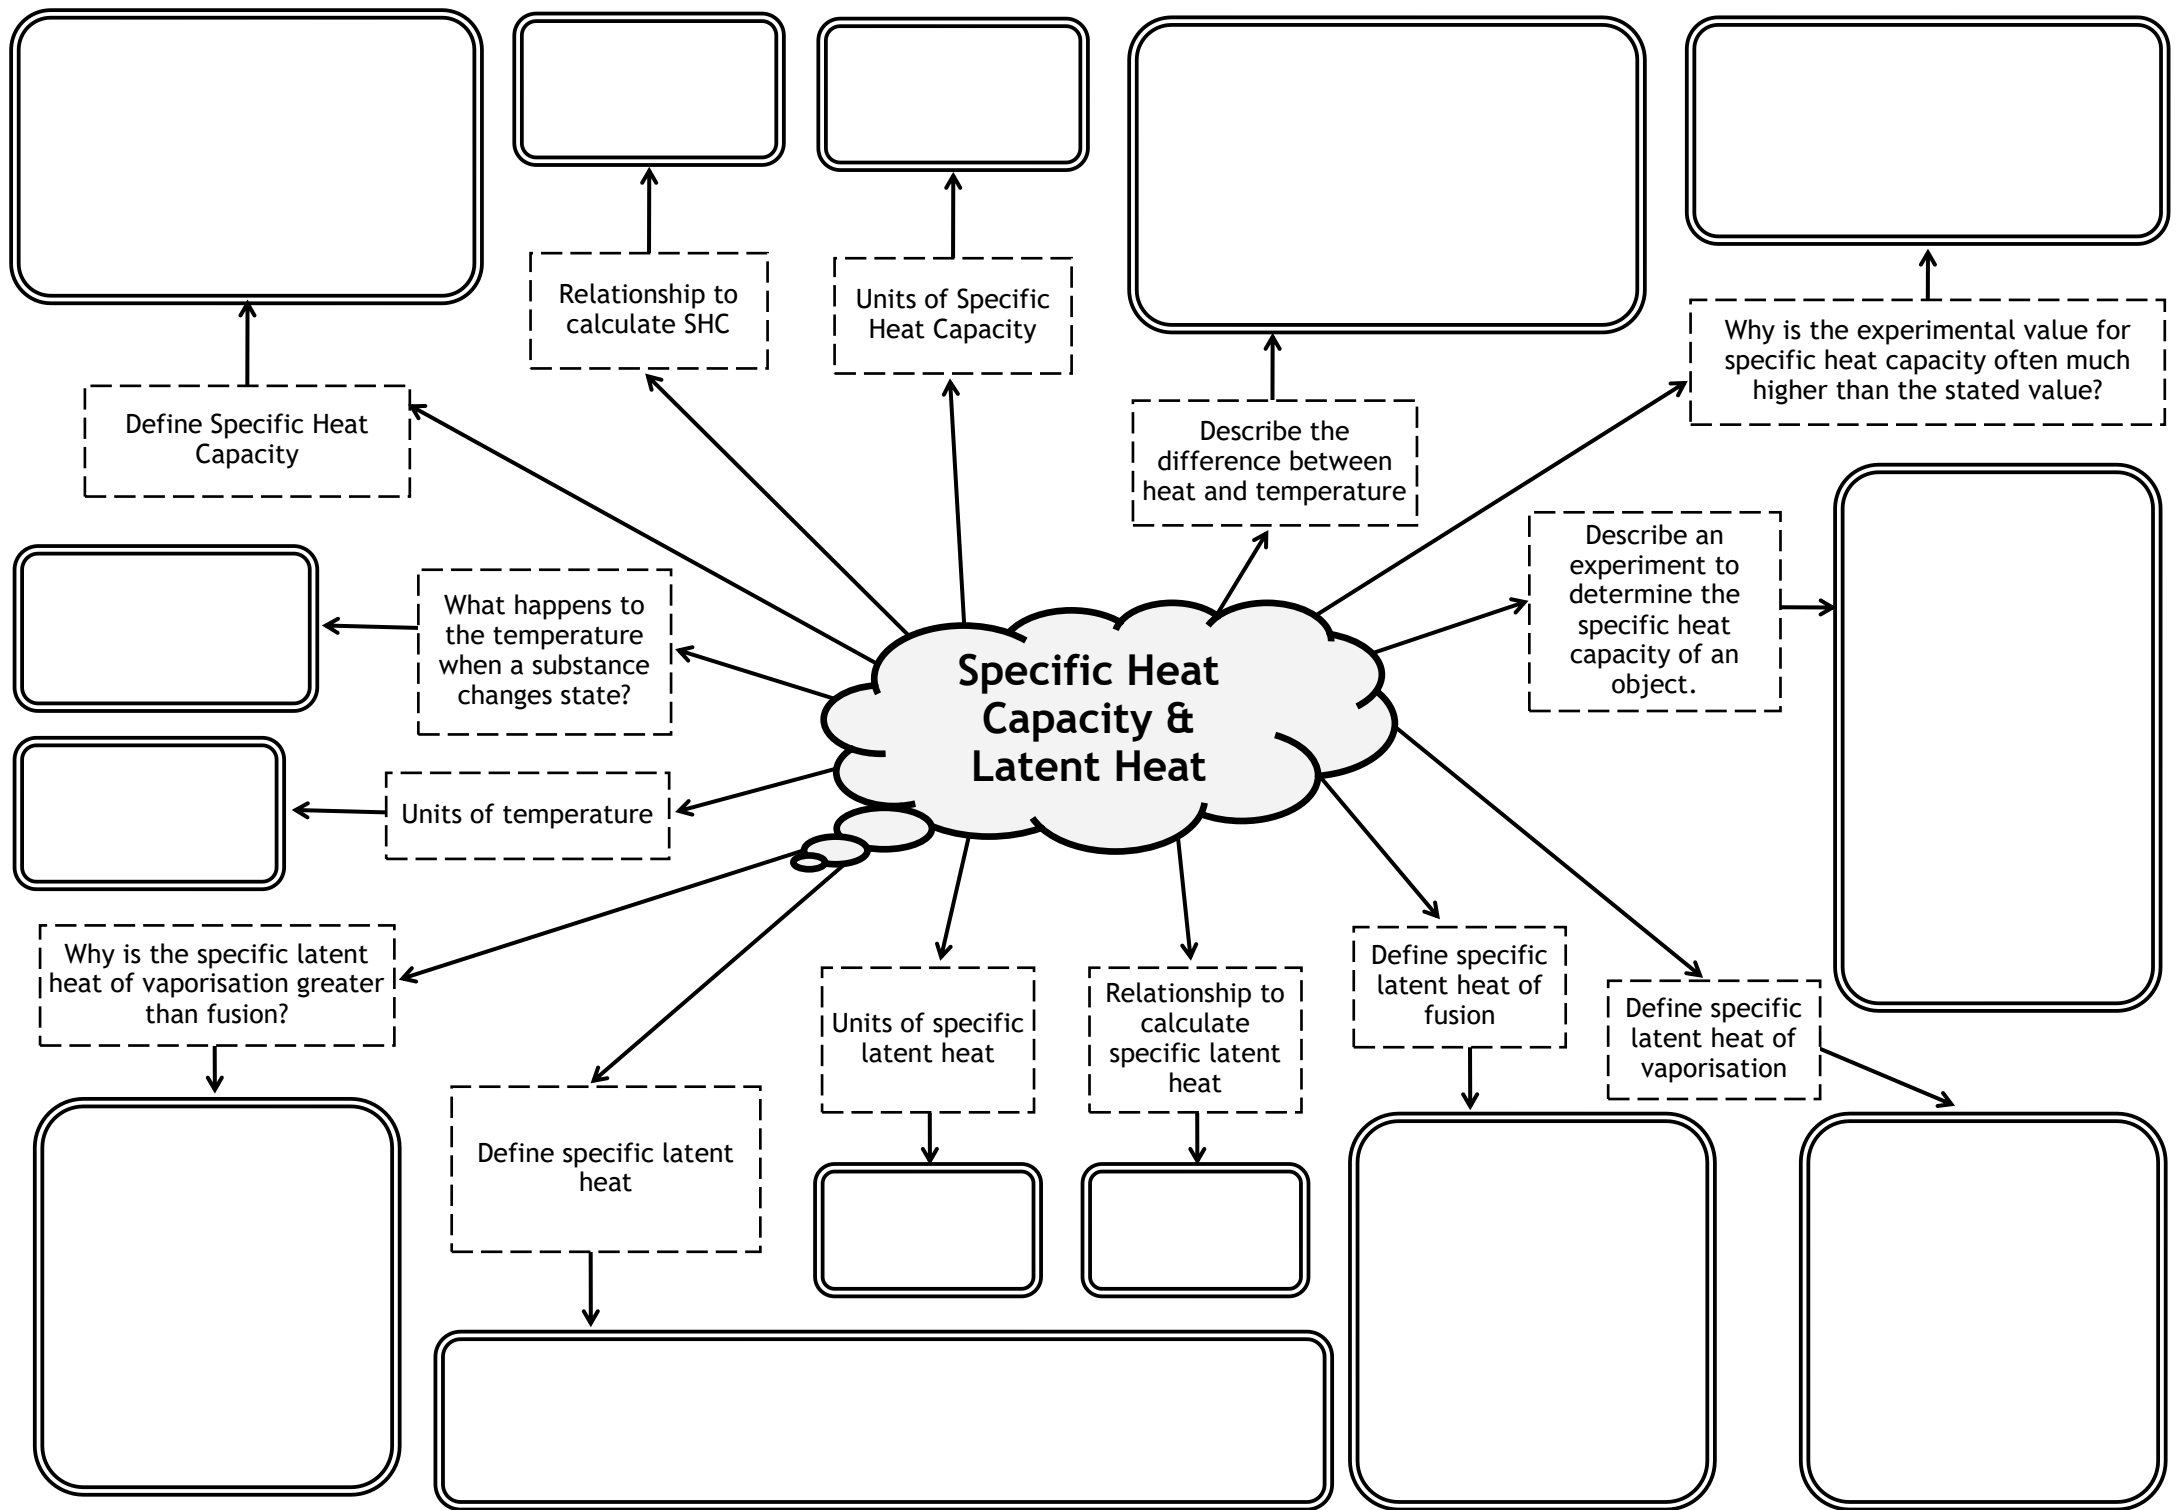 Relationship to
calculate SHC
Units of Specific
Heat Capacity
Why is the experimental value for
specific heat capacity often much
higher than the stated value?
Define Specific Heat
Capacity
Describe the
difference between
heat and temperature
What happens to
the temperature
when a substance
changes state?
Describe an
experiment to
determine the
specific heat
capacity of an
object.
Specific Heat
Capacity &
Latent Heat
Units of temperature
Why is the specific latent
heat of vaporisation greater
than fusion?
Define specific latent
heat
Units of specific
latent heat
Relationship to
calculate
specific latent
heat
Define specific
latent heat of
fusion
Define specific
latent heat of
vaporisation